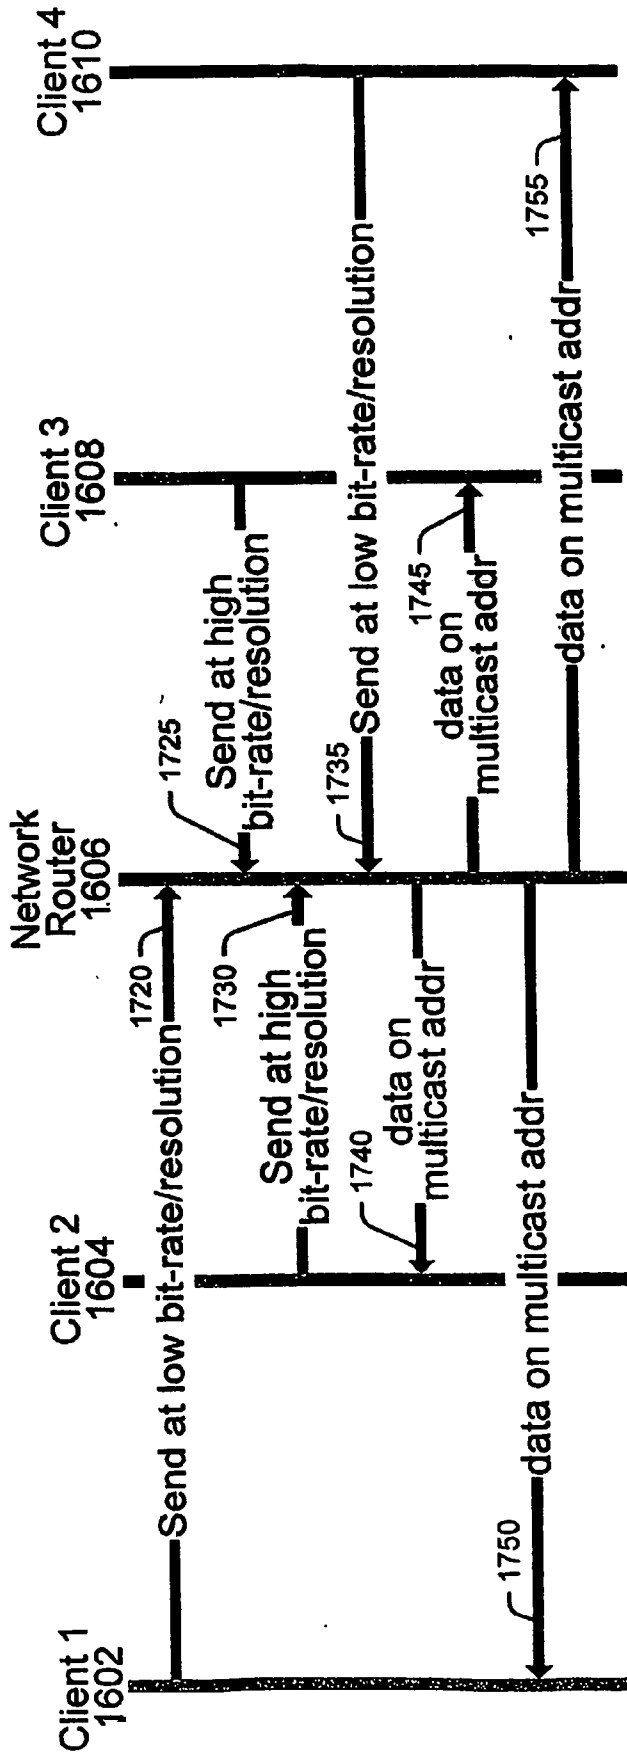 Client 1
1602
Client 2
1604
Network
Router
1606
Client 3
1608
Client 4
1610
Send at low bit-rate/resolution
1720
1725
Send at high
bit-rate/resolution
1730
Send at high
bit-rate/resolution
1735
Send at low bit-rate/resolution
1740
data on
multicast addr
1745
data on
multicast addr
1750
data on multicast addr
1755
data on multicast addr